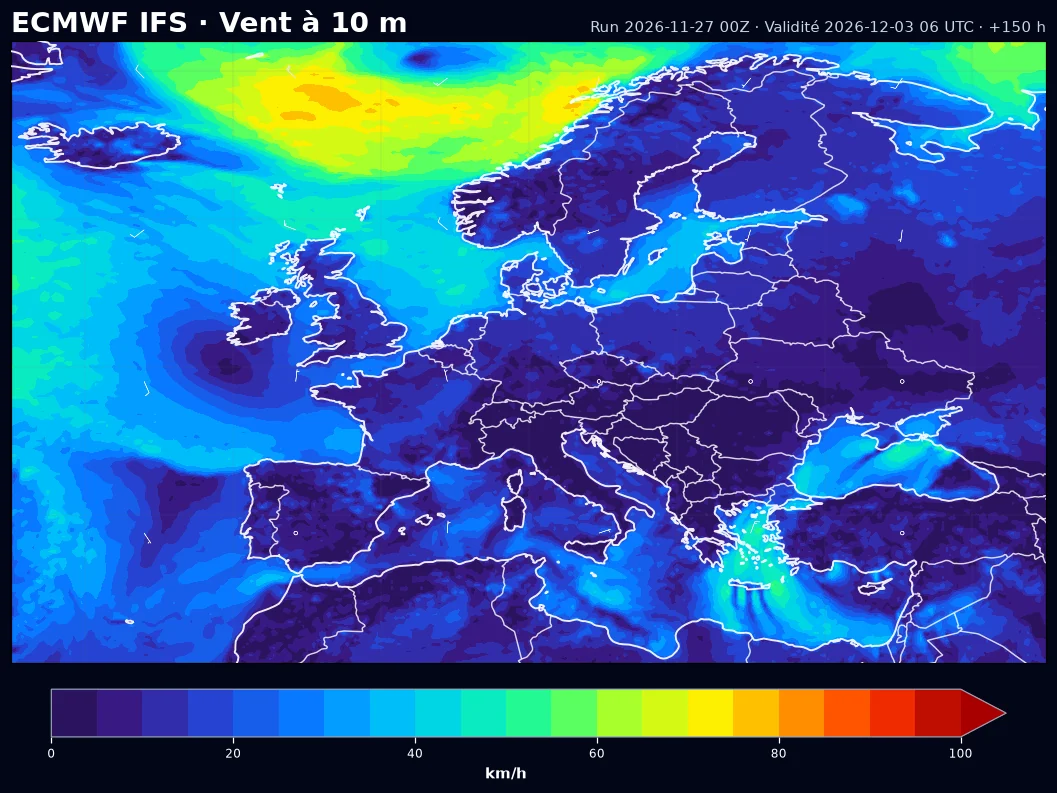 ECMWF IFS · Vent à 10 m
Run 2026-11-27 00Z · Validité 2026-12-03 06 UTC · +150 h
0 20 40 60 80 100
km/h